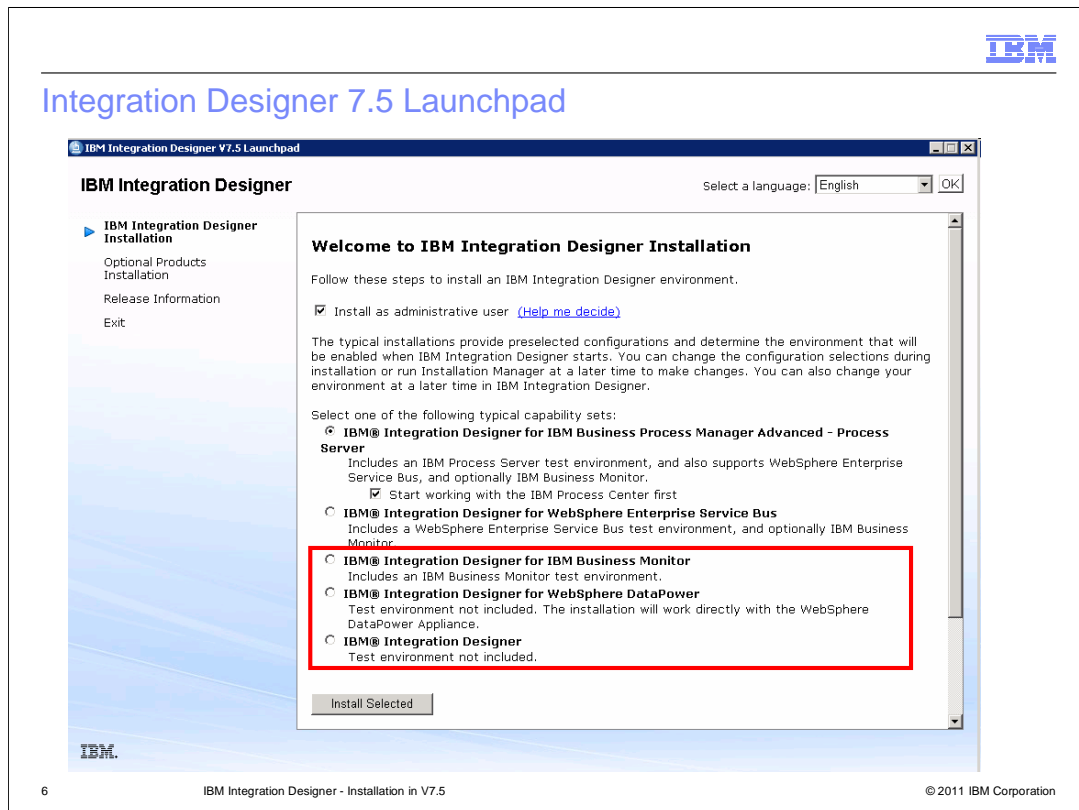 IBM
Integration Designer 7.5 Launchpad
IBM Integration Designer V7.5 Launchpad
IBM Integration Designer
Select a language: English OK
IBM Integration Designer
Installation
Optional Products
Installation
Release Information
Exit
Welcome to IBM Integration Designer Installation
Follow these steps to install an IBM Integration Designer environment.
Install as administrative user (Help me decide)
The typical installations provide preselected configurations and determine the environment that will
be enabled when IBM Integration Designer starts. You can change the configuration selections during
installation or run Installation Manager at a later time to make changes. You can also change your
environment at a later time in IBM Integration Designer.
Select one of the following typical capability sets:
IBM® Integration Designer for IBM Business Process Manager Advanced - Process
Server
Includes an IBM Process Server test environment, and also supports WebSphere Enterprise
Service Bus, and optionally IBM Business Monitor.
Start working with the IBM Process Center first
IBM® Integration Designer for WebSphere Enterprise Service Bus
Includes a WebSphere Enterprise Service Bus test environment, and optionally IBM Business
Monitor.
IBM® Integration Designer for IBM Business Monitor
Includes an IBM Business Monitor test environment.
IBM® Integration Designer for WebSphere DataPower
Test environment not included. The installation will work directly with the WebSphere
DataPower Appliance.
IBM® Integration Designer
Test environment not included.
Install Selected
IBM.
6 IBM Integration Designer - Installation in V7.5 © 2011 IBM Corporation